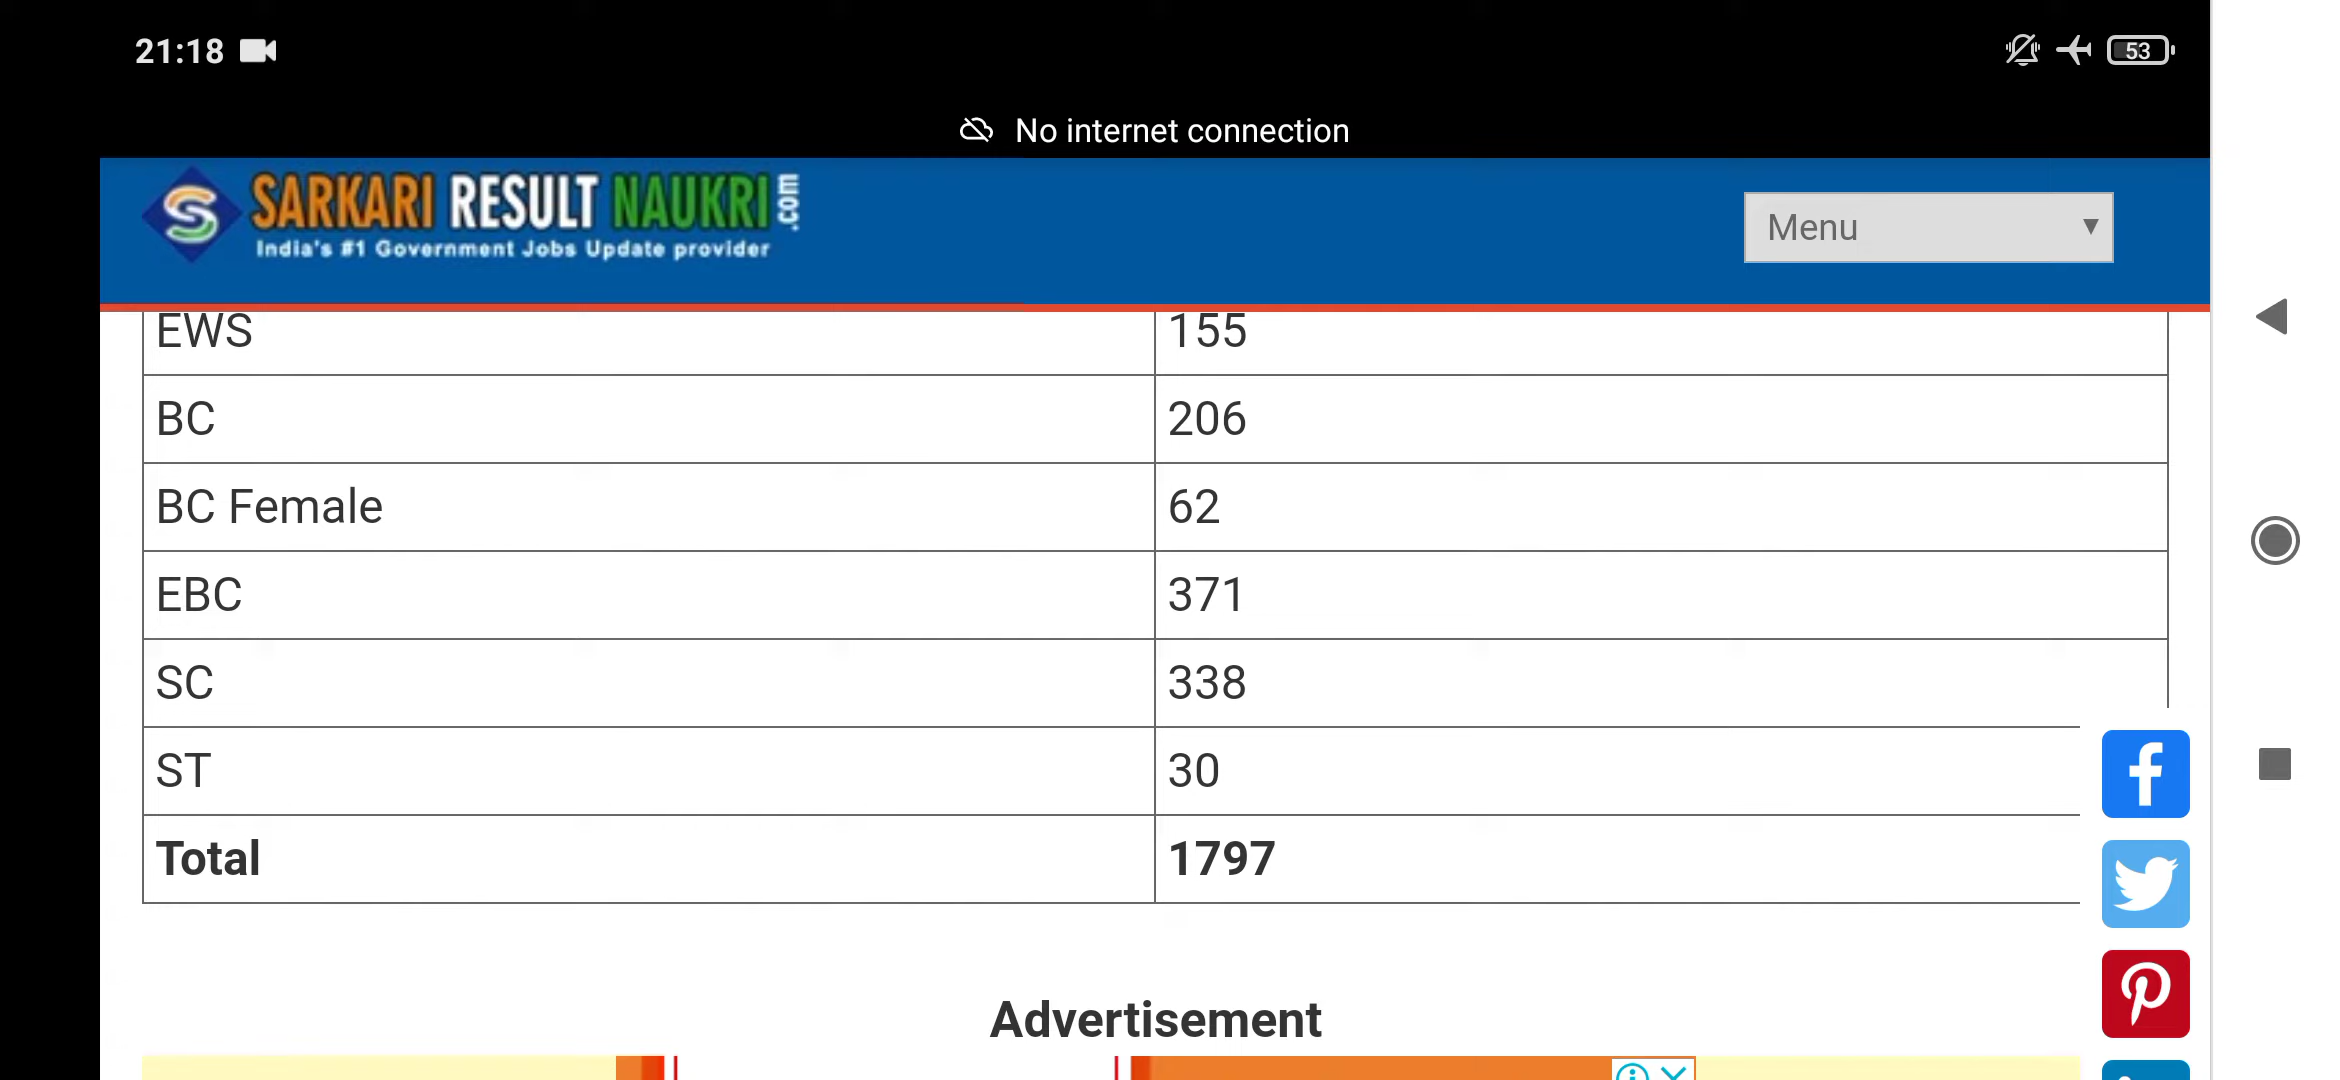 21:18
53
No internet connection
SARKARI RESULT NAUKRI.com
India's #1 Government Jobs Update provider
Menu
EWS 155
BC 206
BC Female 62
EBC 371
SC 338
ST 30
Total 1797
Advertisement